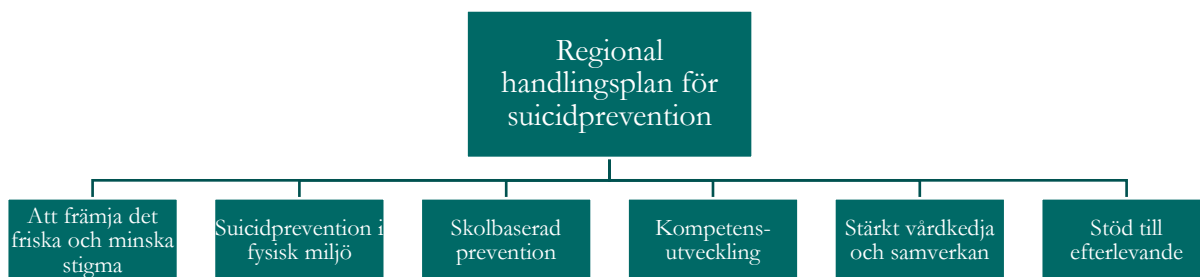 Regional
handlingsplan för
suicidprevention
Att främja det
friska och minska
stigma
Suicidprevention i
fysisk miljö
Skolbaserad
prevention
Kompetens-
utveckling
Stärkt vårdkedja
och samverkan
Stöd till
efterlevande